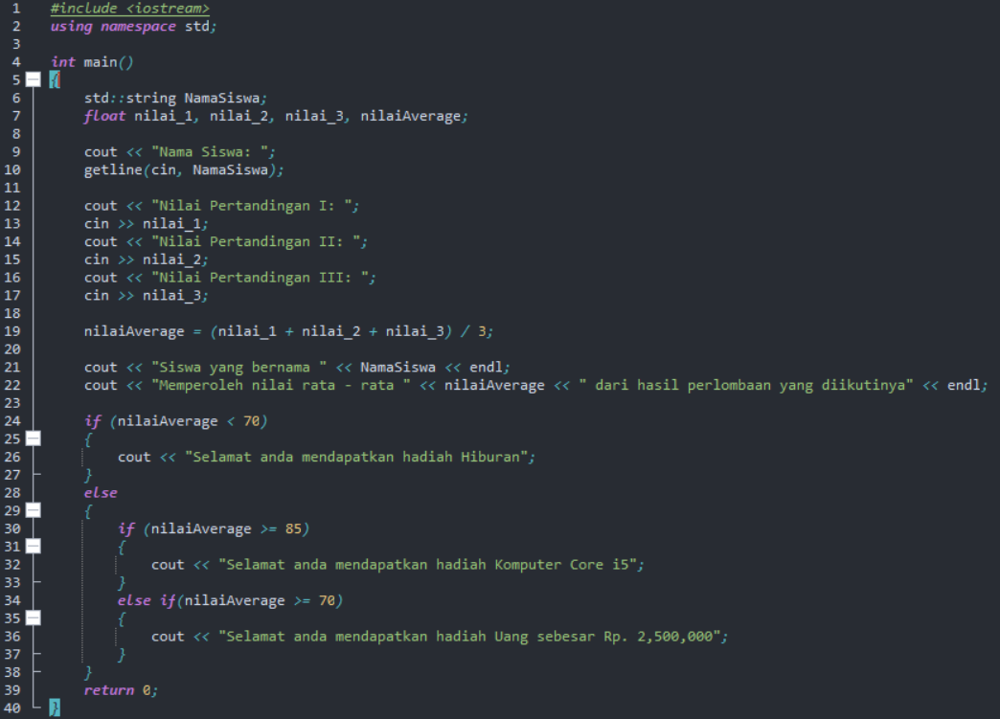 1 #include <iostream>
2 using namespace std;
3
4 int main()
5 {
6 std::string NamaSiswa;
7 float nilai_1, nilai_2, nilai_3, nilaiAverage;
8
9 cout << "Nama Siswa: ";
10 getline(cin, NamaSiswa);
11
12 cout << "Nilai Pertandingan I: ";
13 cin >> nilai_1;
14 cout << "Nilai Pertandingan II: ";
15 cin >> nilai_2;
16 cout << "Nilai Pertandingan III: ";
17 cin >> nilai_3;
18
19 nilaiAverage = (nilai_1 + nilai_2 + nilai_3) / 3;
20
21 cout << "Siswa yang bernama " << NamaSiswa << endl;
22 cout << "Memperoleh nilai rata - rata " << nilaiAverage << " dari hasil perlombaan yang diikutinya" << endl;
23
24 if (nilaiAverage < 70)
25 {
26 cout << "Selamat anda mendapatkan hadiah Hiburan";
27 }
28 else
29 {
30 if (nilaiAverage >= 85)
31 {
32 cout << "Selamat anda mendapatkan hadiah Komputer Core i5";
33 }
34 else if(nilaiAverage >= 70)
35 {
36 cout << "Selamat anda mendapatkan hadiah Uang sebesar Rp. 2,500,000";
37 }
38 }
39 return 0;
40 }